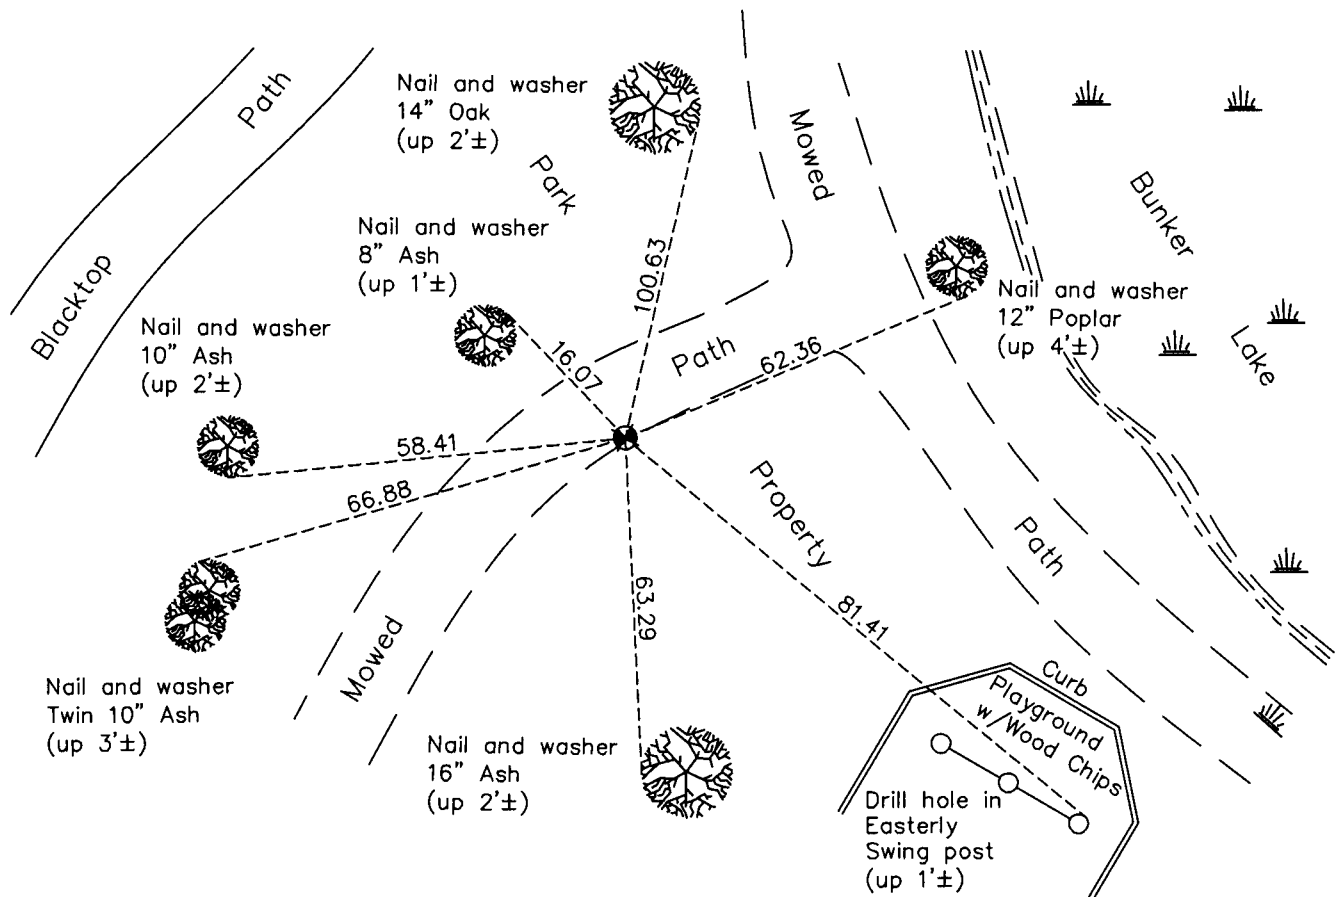 Path
Nail and washer
14" Oak
(up 2'±)
Mowed
Park
Bunker
Nail and washer
8" Ash
(up 1'±)
100.63
Blacktop
Nail and washer
12" Poplar
(up 4'±)
Nail and washer
10" Ash
(up 2'±)
16.07
Path
62.36
Lake
58.41
66.88
Property
Path
63.29
81.41
Mowed
Nail and washer
Twin 10" Ash
(up 3'±)
Curb
Playground
w/Wood Chips
Nail and washer
16" Ash
(up 2'±)
Drill hole in
Easterly
Swing post
(up 1'±)